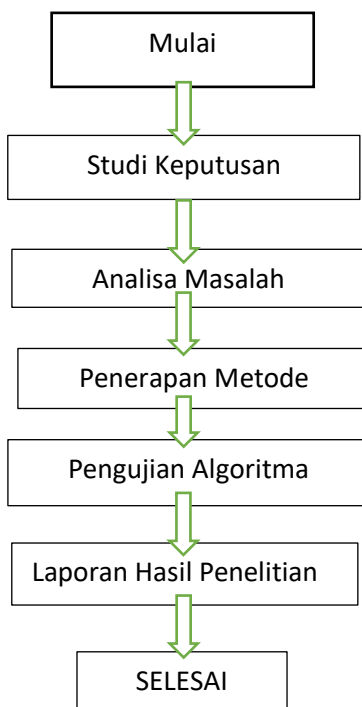 Mulai
Studi Keputusan
Analisa Masalah
Penerapan Metode
Pengujian Algoritma
Laporan Hasil Penelitian
SELESAI